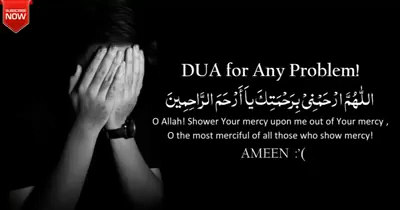 SUBSCRIBE
NOW
DUA for Any Problem!
اَللّٰهُمَّ ارْحَمْنِيْ بِرَحْمَتِكَ يَا أَرْحَمَ الرَّاحِمِينَ
O Allah! Shower Your mercy upon me out of Your mercy ,
O the most merciful of all those who show mercy!
AMEEN :'(